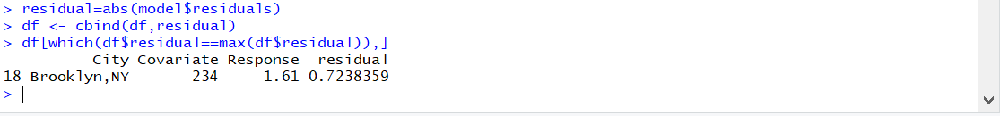 > residual=abs(model$residuals)
> df <- cbind(df,residual)
> df[which(df$residual==max(df$residual)),]
          City Covariate Response  residual
18 Brooklyn,NY       234     1.61 0.7238359
>